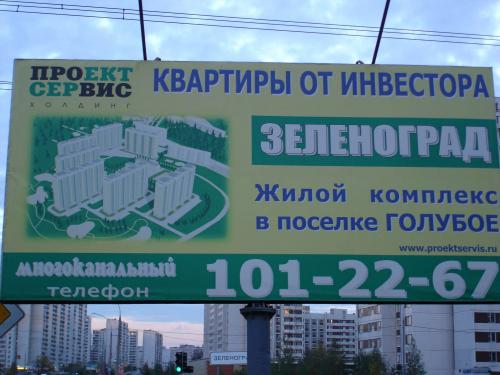 ПРОЕКТ
СЕРВИС
ХОЛДИНГ
КВАРТИРЫ ОТ ИНВЕСТОРА
ЗЕЛЕНОГРАД
Жилой комплекс
в поселке ГОЛУБОЕ
www.proektservis.ru
многоканальный
телефон
101-22-67
ЗЕЛЕНОГРАД